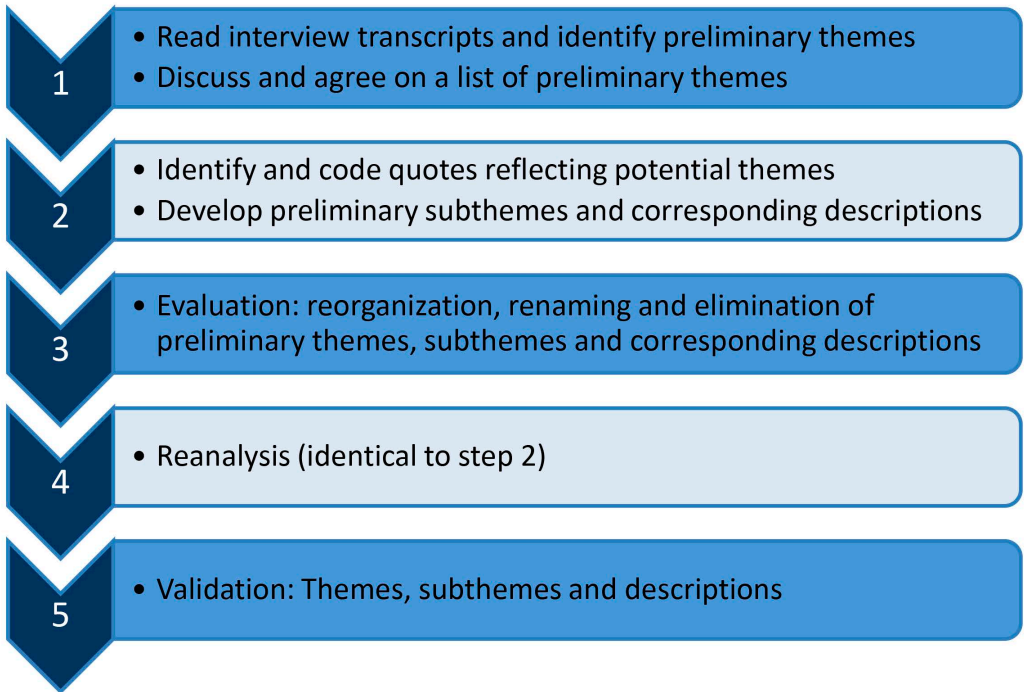 1
• Read interview transcripts and identify preliminary themes
• Discuss and agree on a list of preliminary themes
2
• Identify and code quotes reflecting potential themes
• Develop preliminary subthemes and corresponding descriptions
3
• Evaluation: reorganization, renaming and elimination of
preliminary themes, subthemes and corresponding descriptions
4
• Reanalysis (identical to step 2)
5
• Validation: Themes, subthemes and descriptions